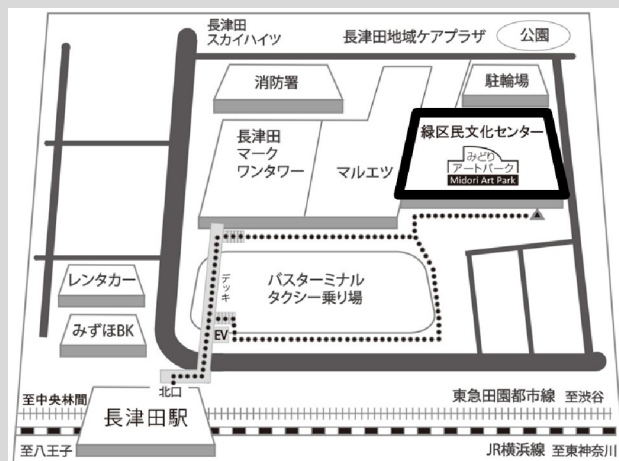 長津田
スカイハイツ
長津田地域ケアプラザ
公園
消防署
駐輪場
長津田
マーク
ワンタワー
マルエツ
緑区民文化センター
みどり
アートパーク
Midori Art Park
レンタカー
みずほBK
デッキ
バスターミナル
タクシー乗り場
EV
北口
至中央林間
長津田駅
東急田園都市線 至渋谷
至八王子
JR横浜線 至東神奈川